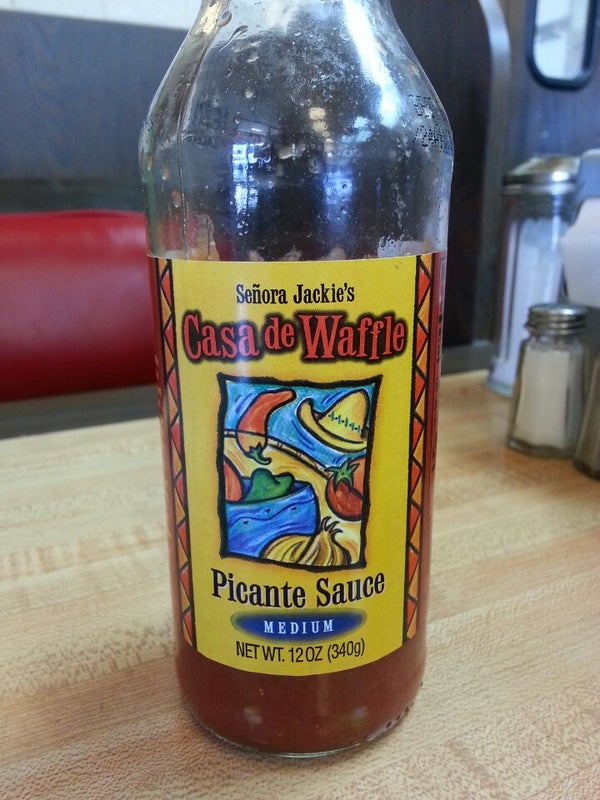 Señora Jackie's
Casa de Waffle
Picante Sauce
MEDIUM
NET WT. 12 OZ (340g)